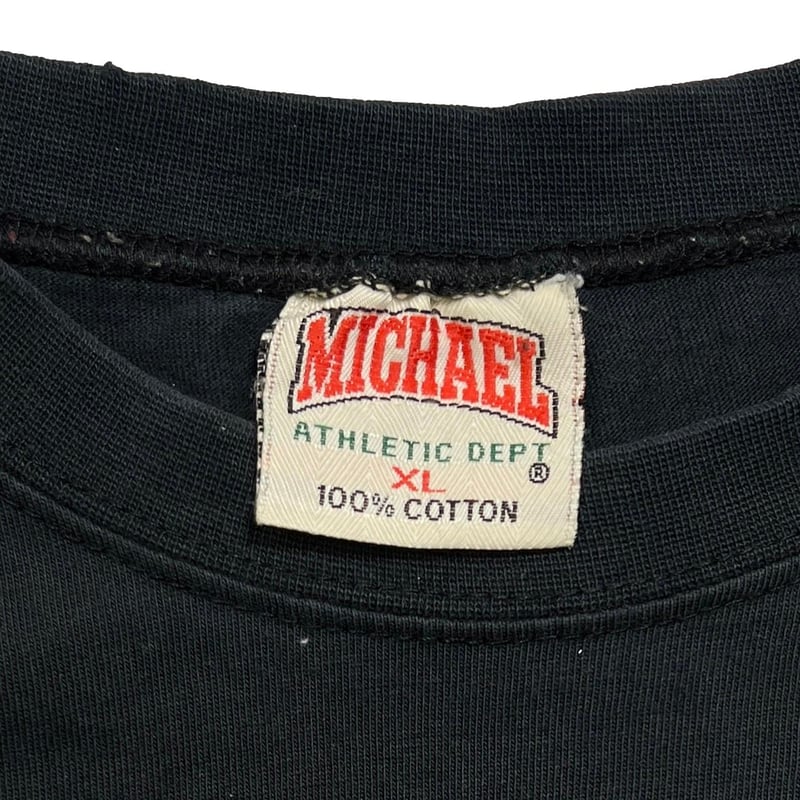 MICHAEL
ATHLETIC DEPT
XL ®
100% COTTON